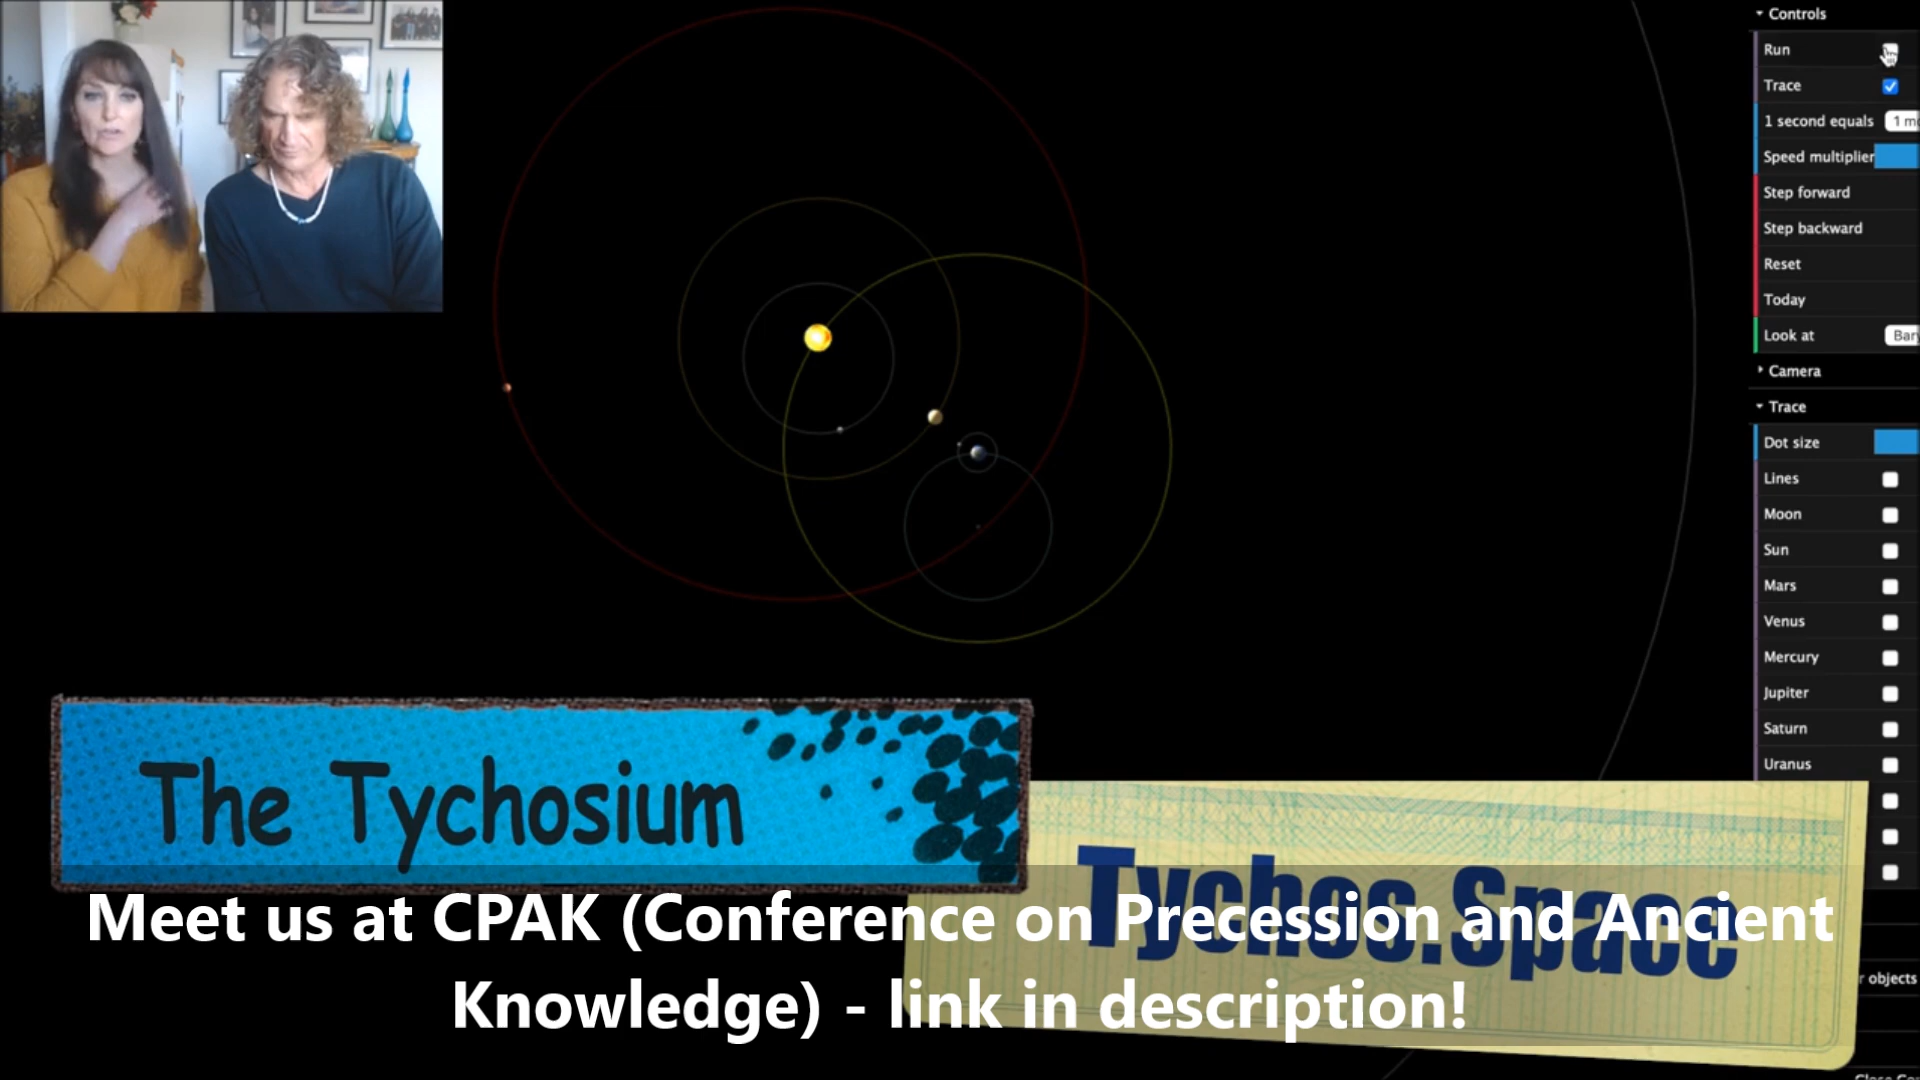 Controls
Run
Trace
1 second equals
Speed multiplier
Step forward
Step backward
Reset
Today
Look at
Camera
Trace
Dot size
Lines
Moon
Sun
Mars
Venus
Mercury
Jupiter
Saturn
Uranus
The Tychosium
Tychos.Space
Meet us at CPAK (Conference on Precession and Ancient
Knowledge) - link in description!
objects